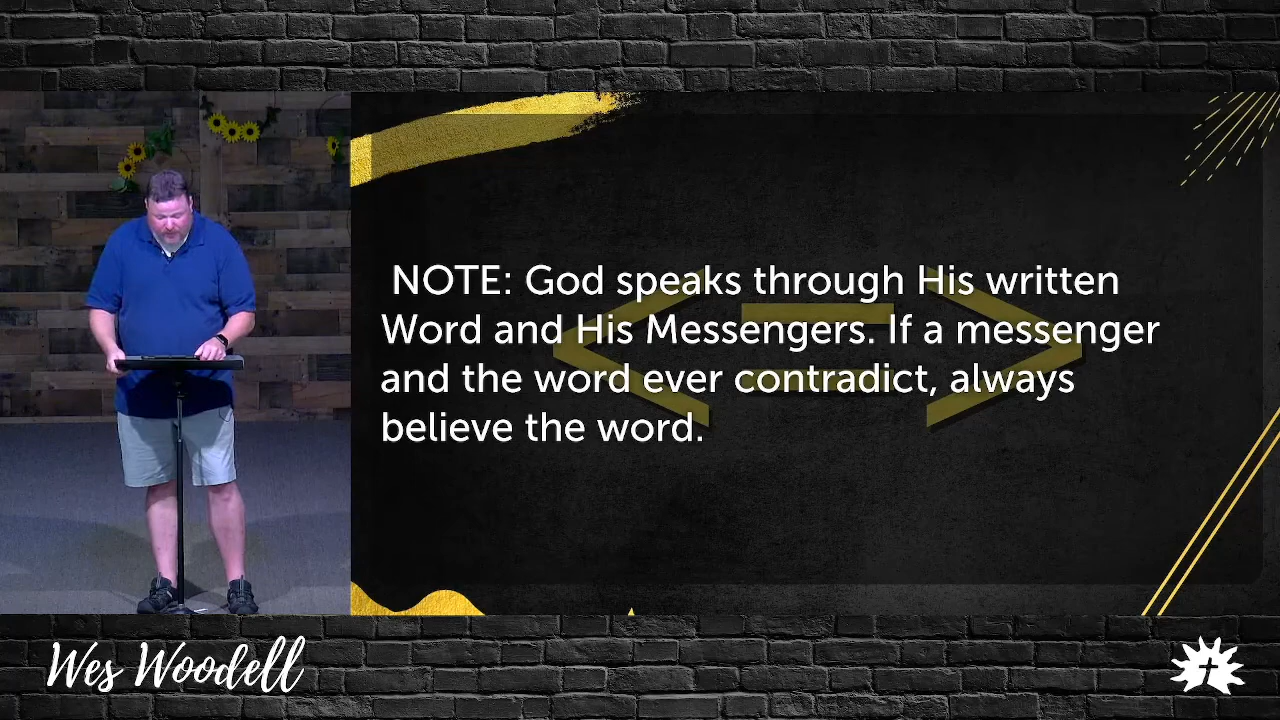 NOTE: God speaks through His written
Word and His Messengers. If a messenger
and the word ever contradict, always
believe the word.
Wes Woodell